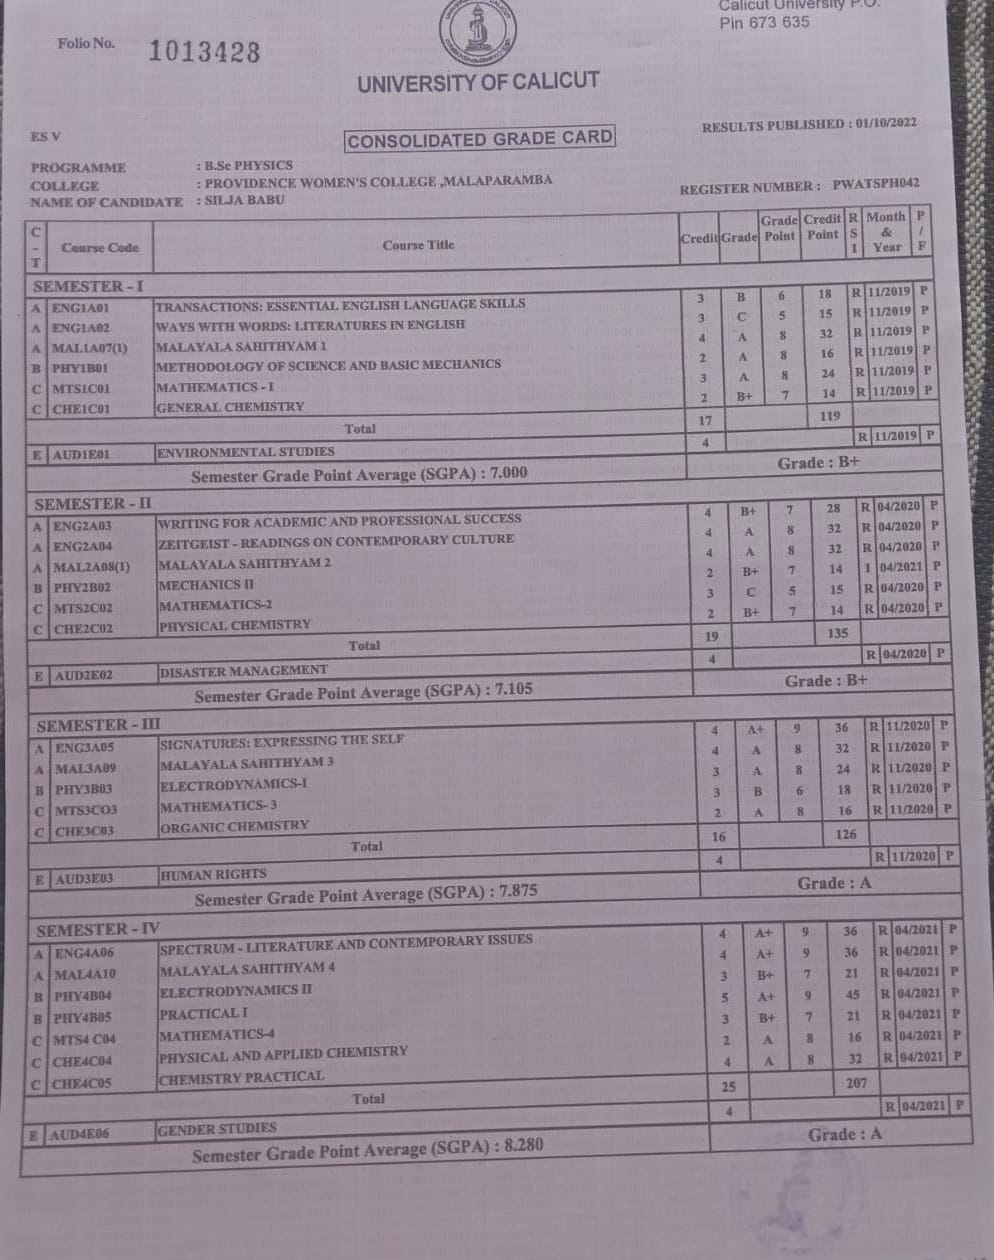 Calicut University P.O.
Pin 673 635
Folio No. 1013428
UNIVERSITY OF CALICUT
ES V
CONSOLIDATED GRADE CARD
RESULTS PUBLISHED : 01/10/2022
PROGRAMME : B.Sc PHYSICS
COLLEGE : PROVIDENCE WOMEN'S COLLEGE ,MALAPARAMBA
REGISTER NUMBER : PWATSPH042
NAME OF CANDIDATE : SILJA BABU
C - T Course Code Course Title Credit Grade Grade Point Credit Point R S I Month & Year P / F
SEMESTER - I
A ENG1A01 TRANSACTIONS: ESSENTIAL ENGLISH LANGUAGE SKILLS 3 B 6 18 R 11/2019 P
A ENG1A02 WAYS WITH WORDS: LITERATURES IN ENGLISH 3 C 5 15 R 11/2019 P
A MAL1A07(1) MALAYALA SAHITHYAM 1 4 A 8 32 R 11/2019 P
B PHY1B01 METHODOLOGY OF SCIENCE AND BASIC MECHANICS 2 A 8 16 R 11/2019 P
C MTS1C01 MATHEMATICS - I 3 A 8 24 R 11/2019 P
C CHE1C01 GENERAL CHEMISTRY 2 B+ 7 14 R 11/2019 P
Total 17 119
E AUD1E01 ENVIRONMENTAL STUDIES 4 R 11/2019 P
Semester Grade Point Average (SGPA) : 7.000 Grade : B+
SEMESTER - II
A ENG2A03 WRITING FOR ACADEMIC AND PROFESSIONAL SUCCESS 4 B+ 7 28 R 04/2020 P
A ENG2A04 ZEITGEIST - READINGS ON CONTEMPORARY CULTURE 4 A 8 32 R 04/2020 P
A MAL2A08(1) MALAYALA SAHITHYAM 2 4 A 8 32 R 04/2020 P
B PHY2B02 MECHANICS II 2 B+ 7 14 I 04/2021 P
C MTS2C02 MATHEMATICS-2 3 C 5 15 R 04/2020 P
C CHE2C02 PHYSICAL CHEMISTRY 2 B+ 7 14 R 04/2020 P
Total 19 135
E AUD2E02 DISASTER MANAGEMENT 4 R 04/2020 P
Semester Grade Point Average (SGPA) : 7.105 Grade : B+
SEMESTER - III
A ENG3A05 SIGNATURES: EXPRESSING THE SELF 4 A+ 9 36 R 11/2020 P
A MAL3A09 MALAYALA SAHITHYAM 3 4 A 8 32 R 11/2020 P
B PHY3B03 ELECTRODYNAMICS-I 3 A 8 24 R 11/2020 P
C MTS3CO3 MATHEMATICS- 3 3 B 6 18 R 11/2020 P
C CHE3C03 ORGANIC CHEMISTRY 2 A 8 16 R 11/2020 P
Total 16 126
E AUD3E03 HUMAN RIGHTS 4 R 11/2020 P
Semester Grade Point Average (SGPA) : 7.875 Grade : A
SEMESTER - IV
A ENG4A06 SPECTRUM - LITERATURE AND CONTEMPORARY ISSUES 4 A+ 9 36 R 04/2021 P
A MAL4A10 MALAYALA SAHITHYAM 4 4 A+ 9 36 R 04/2021 P
B PHY4B04 ELECTRODYNAMICS II 3 B+ 7 21 R 04/2021 P
B PHY4B05 PRACTICAL I 5 A+ 9 45 R 04/2021 P
C MTS4 C04 MATHEMATICS-4 3 B+ 7 21 R 04/2021 P
C CHE4C04 PHYSICAL AND APPLIED CHEMISTRY 2 A 8 16 R 04/2021 P
C CHE4C05 CHEMISTRY PRACTICAL 4 A 8 32 R 04/2021 P
Total 25 207
E AUD4E06 GENDER STUDIES 4 R 04/2021 P
Semester Grade Point Average (SGPA) : 8.280 Grade : A